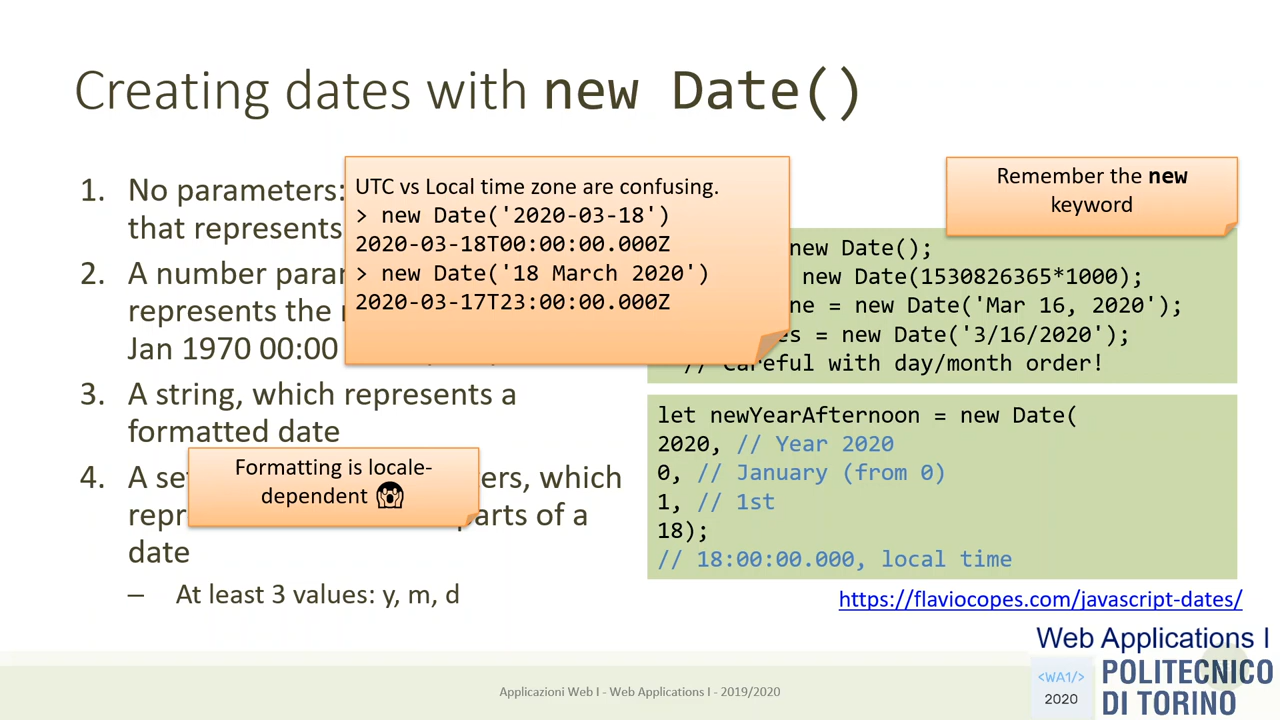 Creating dates with new Date()
1. No parameters:
that represents
2. A number
represents the
Jan 1970 00:00
3. A string, which represents a
formatted date
4. A which
parts of a
date
– At least 3 values: y, m, d
UTC vs Local time zone are confusing.
> new Date('2020-03-18')
2020-03-18T00:00:00.000Z
> new Date('18 March 2020')
2020-03-17T23:00:00.000Z
Formatting is locale-
dependent 😱
Remember the new
keyword
new Date();
new Date(1530826365*1000);
= new Date('Mar 16, 2020');
= new Date('3/16/2020');
// Careful with day/month order!
let newYearAfternoon = new Date(
2020, // Year 2020
0, // January (from 0)
1, // 1st
18);
// 18:00:00.000, local time
https://flaviocopes.com/javascript-dates/
Applicazioni Web I - Web Applications I - 2019/2020
Web Applications I
<WA1/>
2020
POLITECNICO
DI TORINO